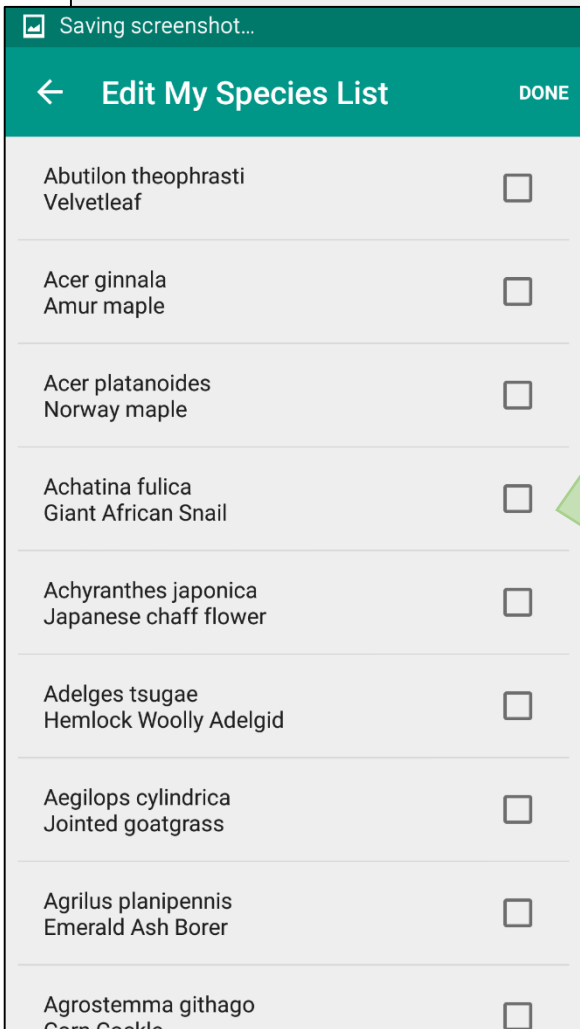 Saving screenshot...
Edit My Species List DONE
Abutilon theophrasti
Velvetleaf
Acer ginnala
Amur maple
Acer platanoides
Norway maple
Achatina fulica
Giant African Snail
Achyranthes japonica
Japanese chaff flower
Adelges tsugae
Hemlock Woolly Adelgid
Aegilops cylindrica
Jointed goatgrass
Agrilus planipennis
Emerald Ash Borer
Agrostemma githago
Corn Cockle